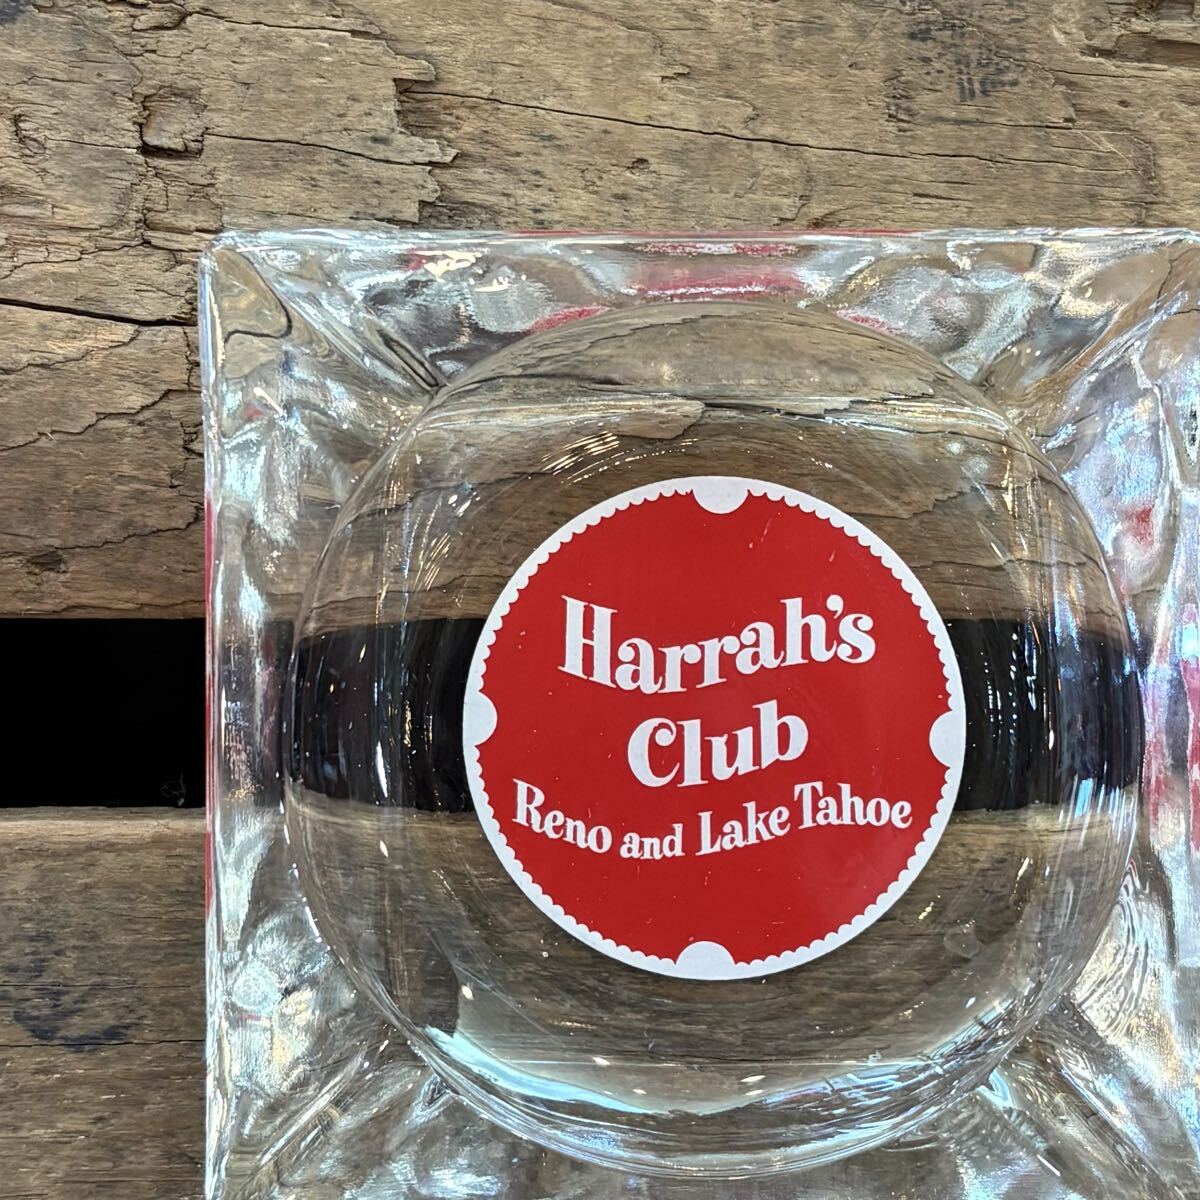 Harrah's
Club
Reno and Lake Tahoe